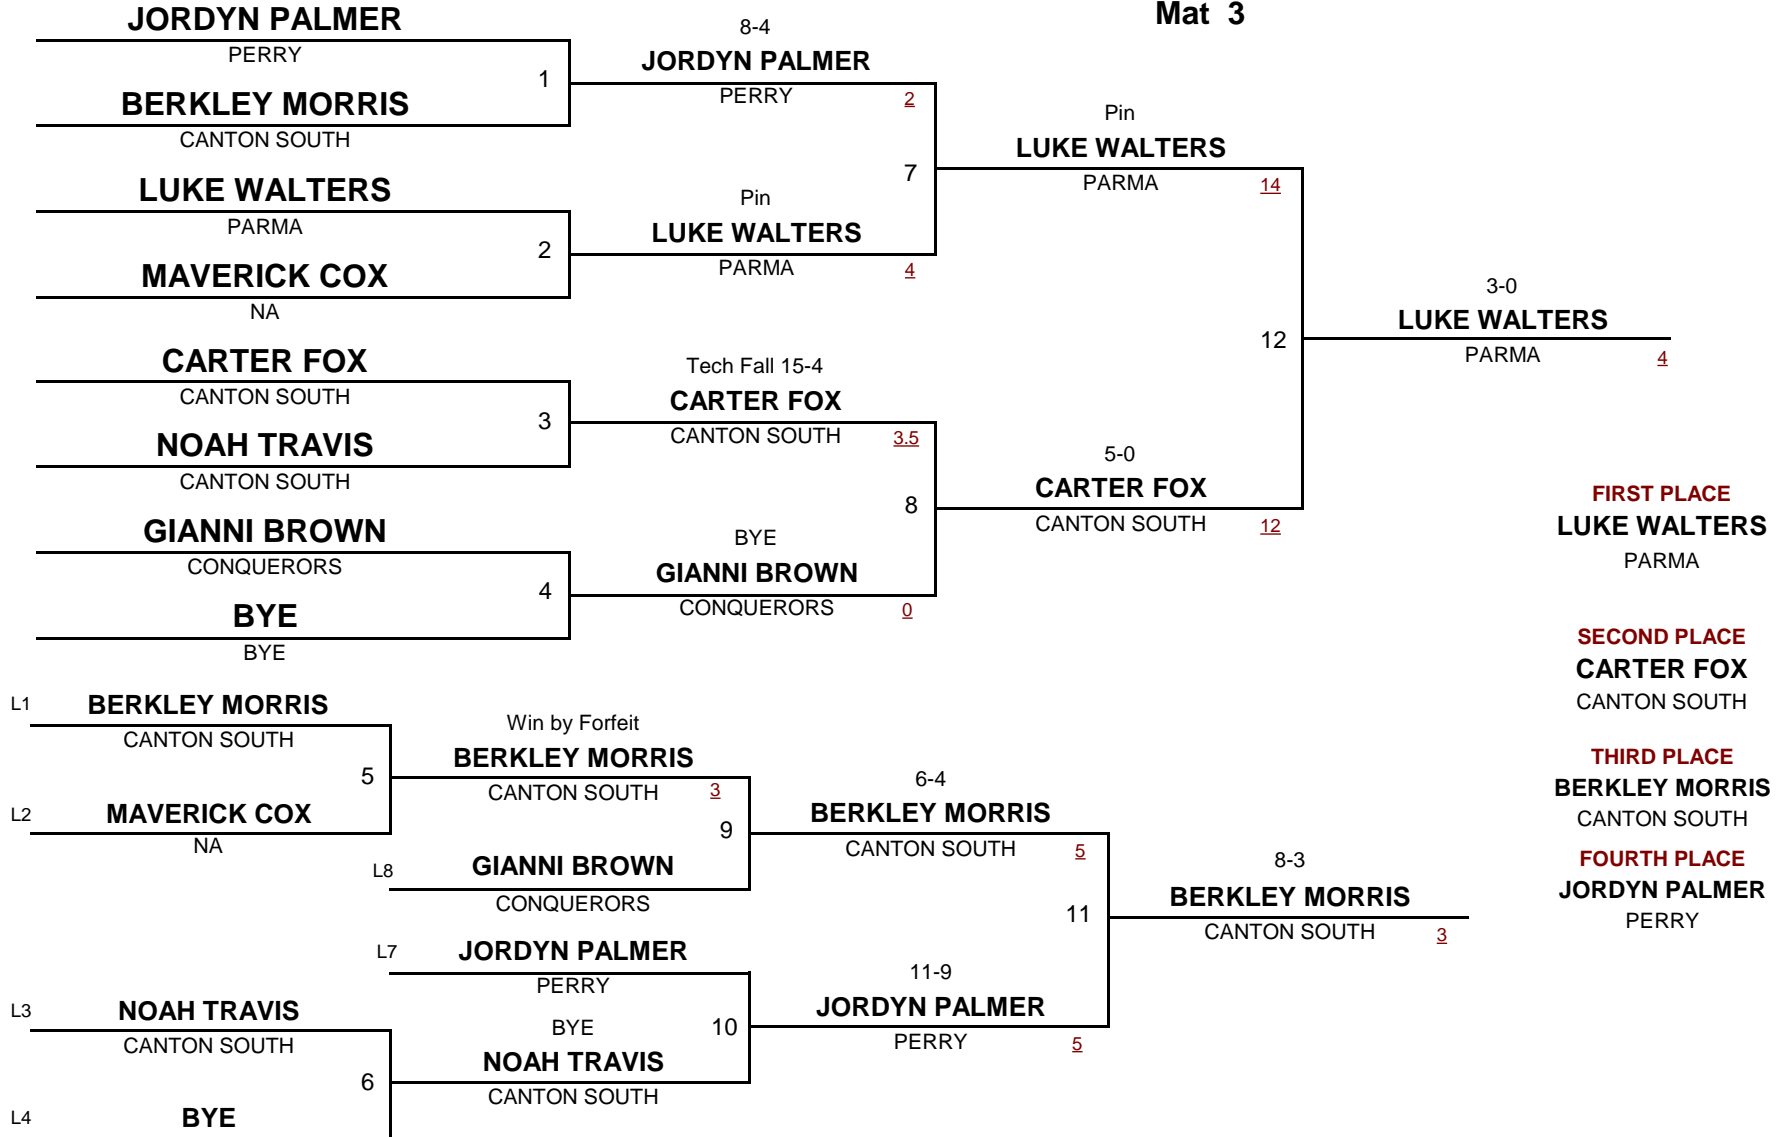 Mat 3
JORDYN PALMER
PERRY
1
BERKLEY MORRIS
CANTON SOUTH
LUKE WALTERS
PARMA
2
MAVERICK COX
NA
CARTER FOX
CANTON SOUTH
3
NOAH TRAVIS
CANTON SOUTH
GIANNI BROWN
CONQUERORS
4
BYE
BYE
8-4
JORDYN PALMER
PERRY 2
7
Pin
LUKE WALTERS
PARMA 4
Tech Fall 15-4
CARTER FOX
CANTON SOUTH 3.5
8
BYE
GIANNI BROWN
CONQUERORS 0
Pin
LUKE WALTERS
PARMA 14
12
5-0
CARTER FOX
CANTON SOUTH 12
3-0
LUKE WALTERS
PARMA 4
FIRST PLACE
LUKE WALTERS
PARMA
SECOND PLACE
CARTER FOX
CANTON SOUTH
THIRD PLACE
BERKLEY MORRIS
CANTON SOUTH
FOURTH PLACE
JORDYN PALMER
PERRY
L1 BERKLEY MORRIS
CANTON SOUTH
5
L2 MAVERICK COX
NA
Win by Forfeit
BERKLEY MORRIS
CANTON SOUTH 3
9
L8 GIANNI BROWN
CONQUERORS
L7 JORDYN PALMER
PERRY
10
BYE
NOAH TRAVIS
CANTON SOUTH
L3 NOAH TRAVIS
CANTON SOUTH
6
L4 BYE
6-4
BERKLEY MORRIS
CANTON SOUTH 5
11
11-9
JORDYN PALMER
PERRY 5
8-3
BERKLEY MORRIS
CANTON SOUTH 3